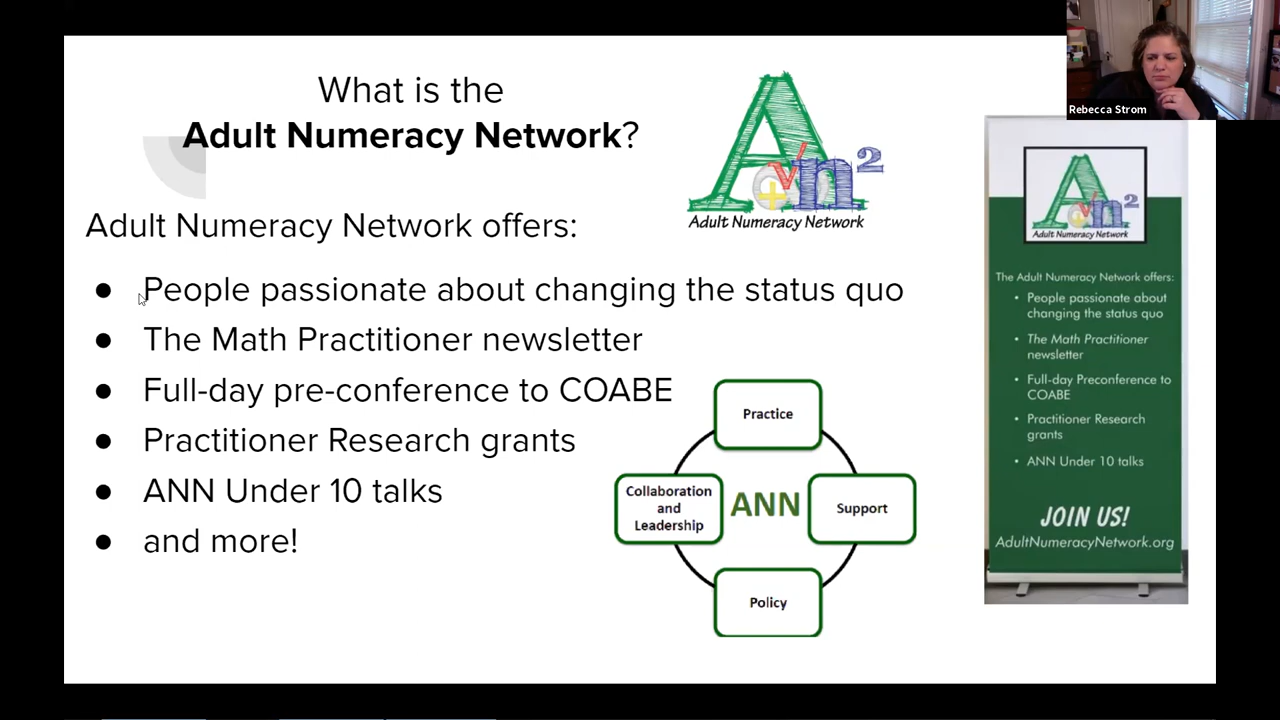 What is the
Adult Numeracy Network?
Adult Numeracy Network offers:
● People passionate about changing the status quo
● The Math Practitioner newsletter
● Full-day pre-conference to COABE
● Practitioner Research grants
● ANN Under 10 talks
● and more!
A√n²
Adult Numeracy Network
Practice
Collaboration
and
Leadership
ANN
Support
Policy
Rebecca Strom
A√n²
Adult Numeracy Network
The Adult Numeracy Network offers:
• People passionate about
changing the status quo
• The Math Practitioner
newsletter
• Full-day Preconference to
COABE
• Practitioner Research
grants
• ANN Under 10 talks
JOIN US!
AdultNumeracyNetwork.org